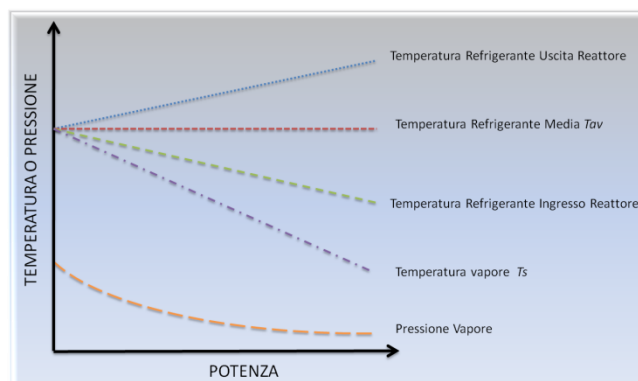 TEMPERATURA O PRESSIONE
Temperatura Refrigerante Uscita Reattore
Temperatura Refrigerante Media Tav
Temperatura Refrigerante Ingresso Reattore
Temperatura vapore Ts
Pressione Vapore
POTENZA